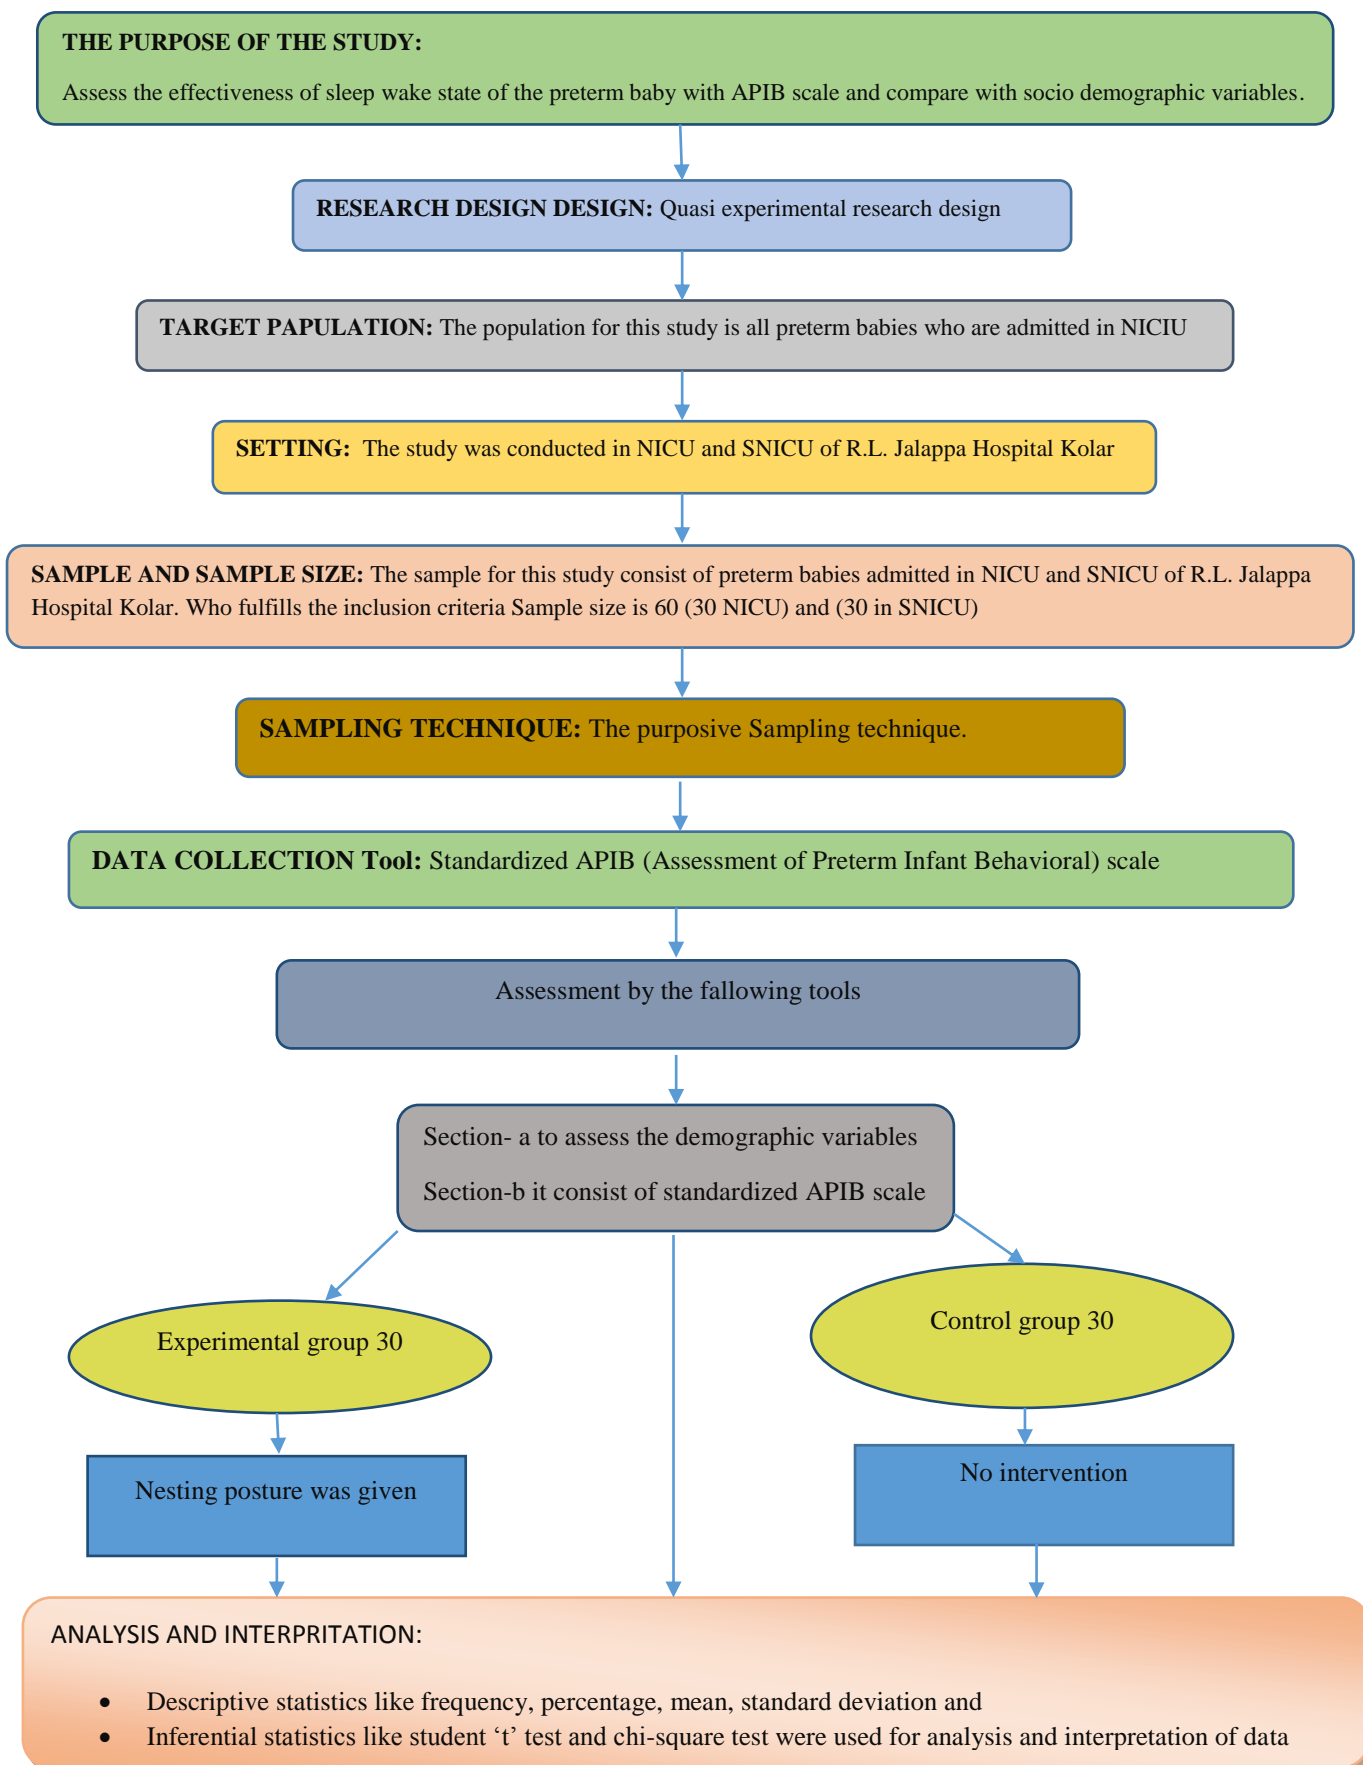 THE PURPOSE OF THE STUDY:
Assess the effectiveness of sleep wake state of the preterm baby with APIB scale and compare with socio demographic variables.
RESEARCH DESIGN DESIGN: Quasi experimental research design
TARGET PAPULATION: The population for this study is all preterm babies who are admitted in NICIU
SETTING: The study was conducted in NICU and SNICU of R.L. Jalappa Hospital Kolar
SAMPLE AND SAMPLE SIZE: The sample for this study consist of preterm babies admitted in NICU and SNICU of R.L. Jalappa
Hospital Kolar. Who fulfills the inclusion criteria Sample size is 60 (30 NICU) and (30 in SNICU)
SAMPLING TECHNIQUE: The purposive Sampling technique.
DATA COLLECTION Tool: Standardized APIB (Assessment of Preterm Infant Behavioral) scale
Assessment by the fallowing tools
Section- a to assess the demographic variables
Section-b it consist of standardized APIB scale
Experimental group 30
Control group 30
Nesting posture was given
No intervention
ANALYSIS AND INTERPRITATION:
• Descriptive statistics like frequency, percentage, mean, standard deviation and
• Inferential statistics like student ‘t’ test and chi-square test were used for analysis and interpretation of data